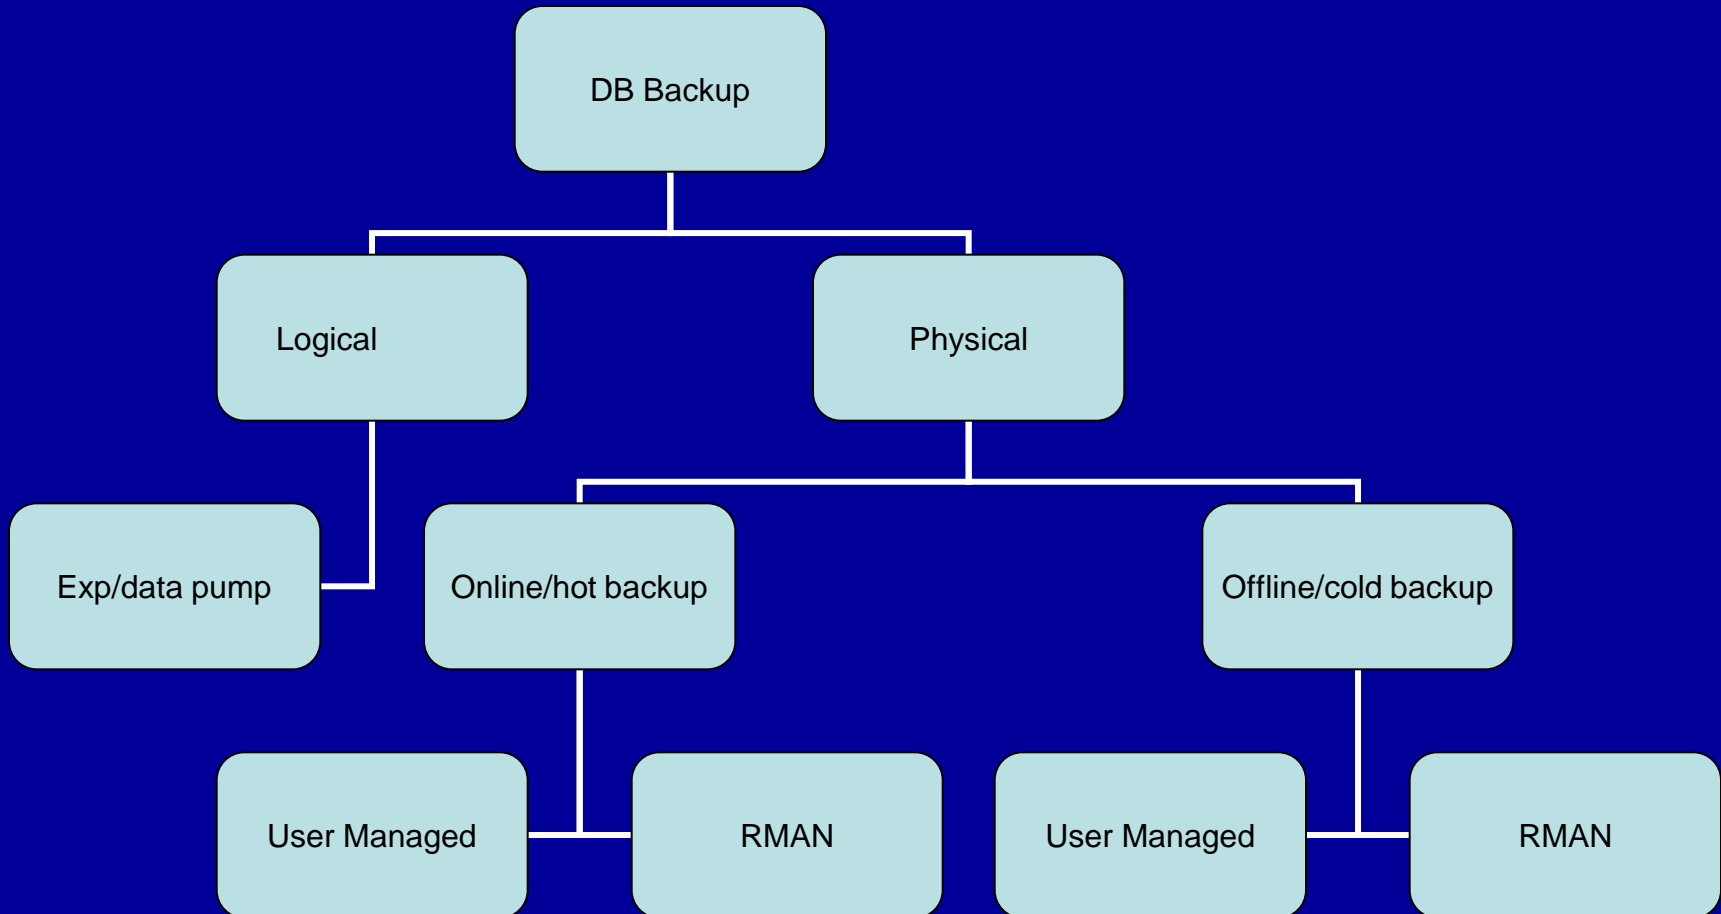 DB Backup
Logical
Physical
Exp/data pump
Online/hot backup
Offline/cold backup
User Managed
RMAN
User Managed
RMAN